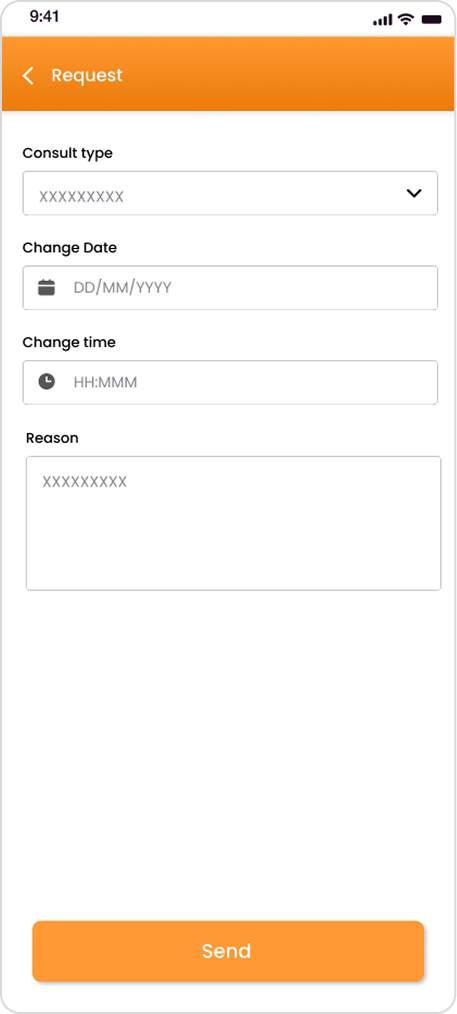 9:41
Request
Consult type
XXXXXXXXX
Change Date
DD/MM/YYYY
Change time
HH:MMM
Reason
XXXXXXXXX
Send